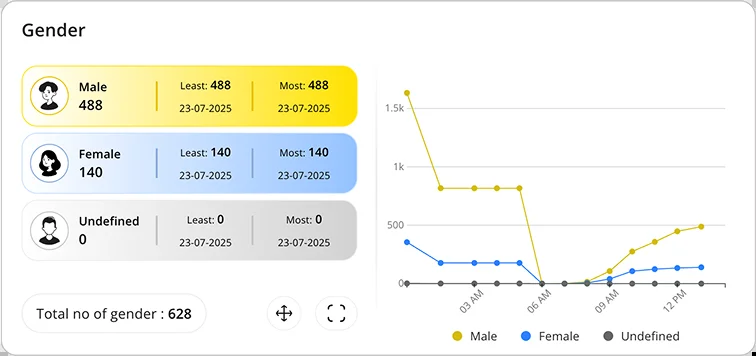 Gender
Male
488
Least: 488
23-07-2025
Most: 488
23-07-2025
Female
140
Least: 140
23-07-2025
Most: 140
23-07-2025
Undefined
0
Least: 0
23-07-2025
Most: 0
23-07-2025
Total no of gender : 628
1.5k
1k
500
0
03 AM
06 AM
09 AM
12 PM
Male
Female
Undefined